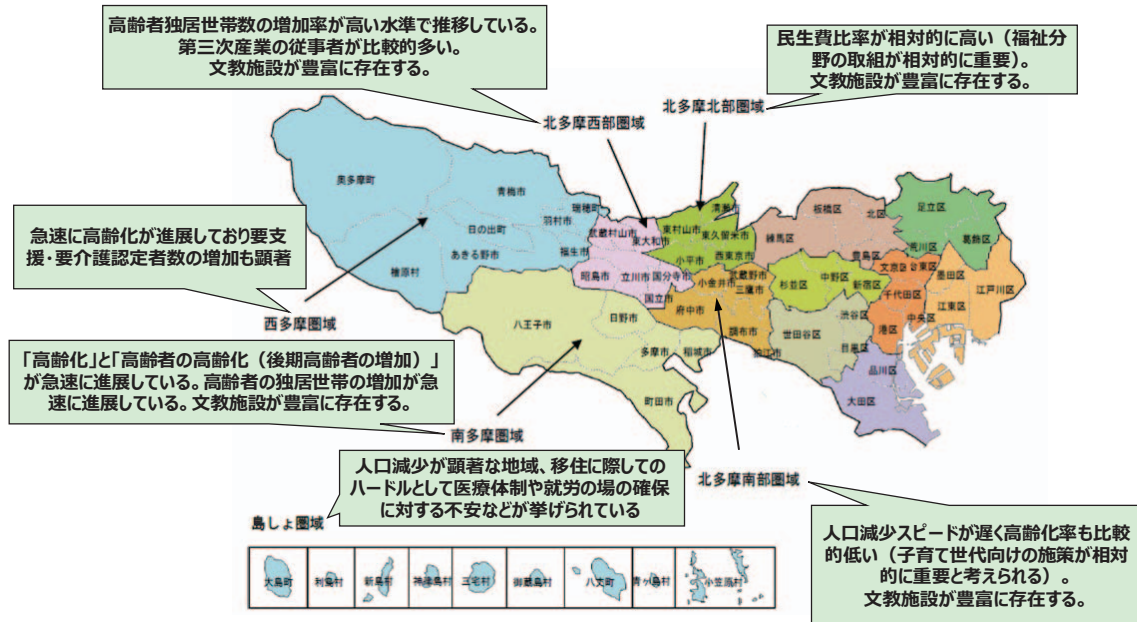 高齢者独居世帯数の増加率が高い水準で推移している。
第三次産業の従事者が比較的多い。
文教施設が豊富に存在する。
民生費比率が相対的に高い（福祉分
野の取組が相対的に重要）。
文教施設が豊富に存在する。
北多摩西部圏域
北多摩北部圏域
急速に高齢化が進展しており要支
援・要介護認定者数の増加も顕著
西多摩圏域
「高齢化」と「高齢者の高齢化（後期高齢者の増加）」
が急速に進展している。高齢者の独居世帯の増加が急
速に進展している。文教施設が豊富に存在する。
南多摩圏域
奥多摩町
青梅市
瑞穂町
羽村市
日の出町
福生市
あきる野市
檜原村
武蔵村山市
東大和市
昭島市
立川市
国分寺市
国立市
清瀬市
東村山市
東久留米市
小平市
西東京市
武蔵野市
小金井市
三鷹市
府中市
調布市
狛江市
八王子市
日野市
多摩市
稲城市
町田市
板橋区
北区
足立区
練馬区
豊島区
荒川区
葛飾区
文京区
台東区
墨田区
江戸川区
杉並区
中野区
新宿区
千代田区
江東区
中央区
渋谷区
港区
世田谷区
目黒区
品川区
大田区
人口減少が顕著な地域、移住に際しての
ハードルとして医療体制や就労の場の確保
に対する不安などが挙げられている
北多摩南部圏域
人口減少スピードが遅く高齢化率も比較
的低い（子育て世代向けの施策が相対
的に重要と考えられる）。
文教施設が豊富に存在する。
島しょ圏域
大島町
利島村
新島村
神津島村
三宅村
御蔵島村
八丈町
青ヶ島村
小笠原村